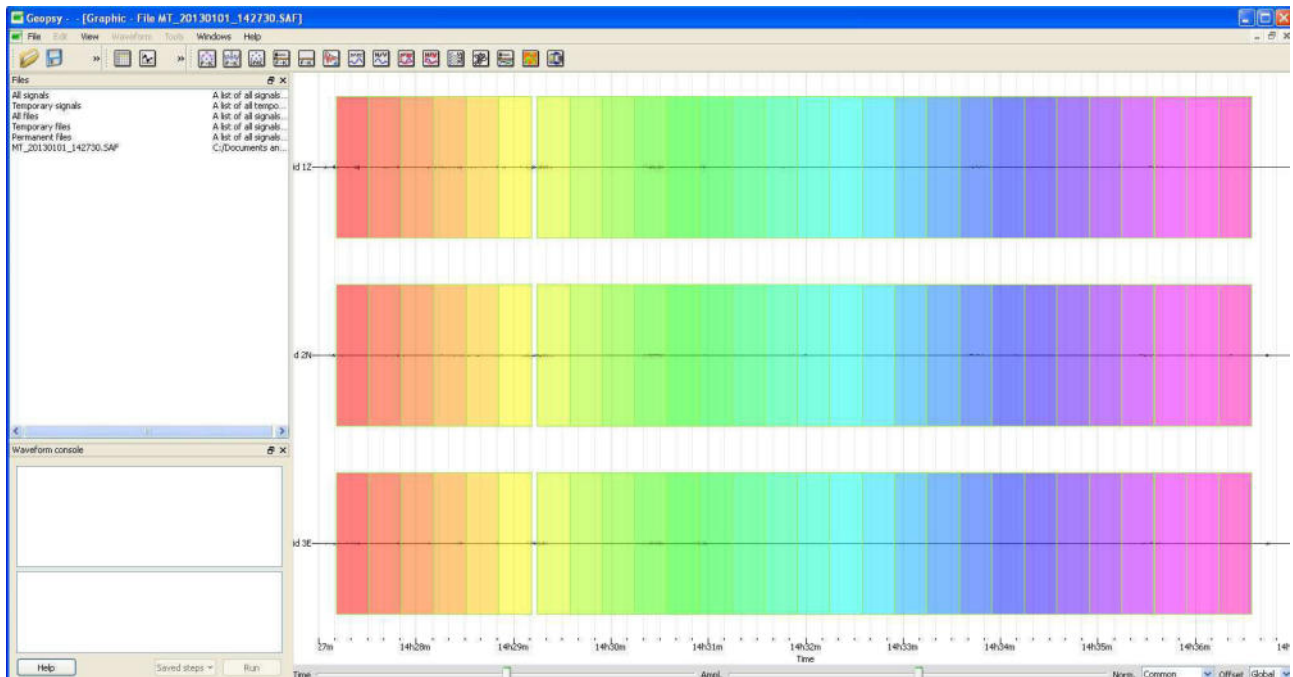 Geopsy - - [Graphic - File MT_20130101_142730.SAF]
File Edit View Waveform Tools Windows Help
Files
All signals A list of all signals...
Temporary signals A list of all tempo...
All files A list of all signals...
Temporary files A list of all signals...
Permanent files A list of all signals...
MT_20130101_142730.SAF C:/Documents an...
Waveform console
Help Saved steps Run
id 1Z
d 2N
id 3E
27m 14h28m 14h29m 14h30m 14h31m 14h32m 14h33m 14h34m 14h35m 14h36m 14h
Time
Time Ampl. Norm. Common Offset Global